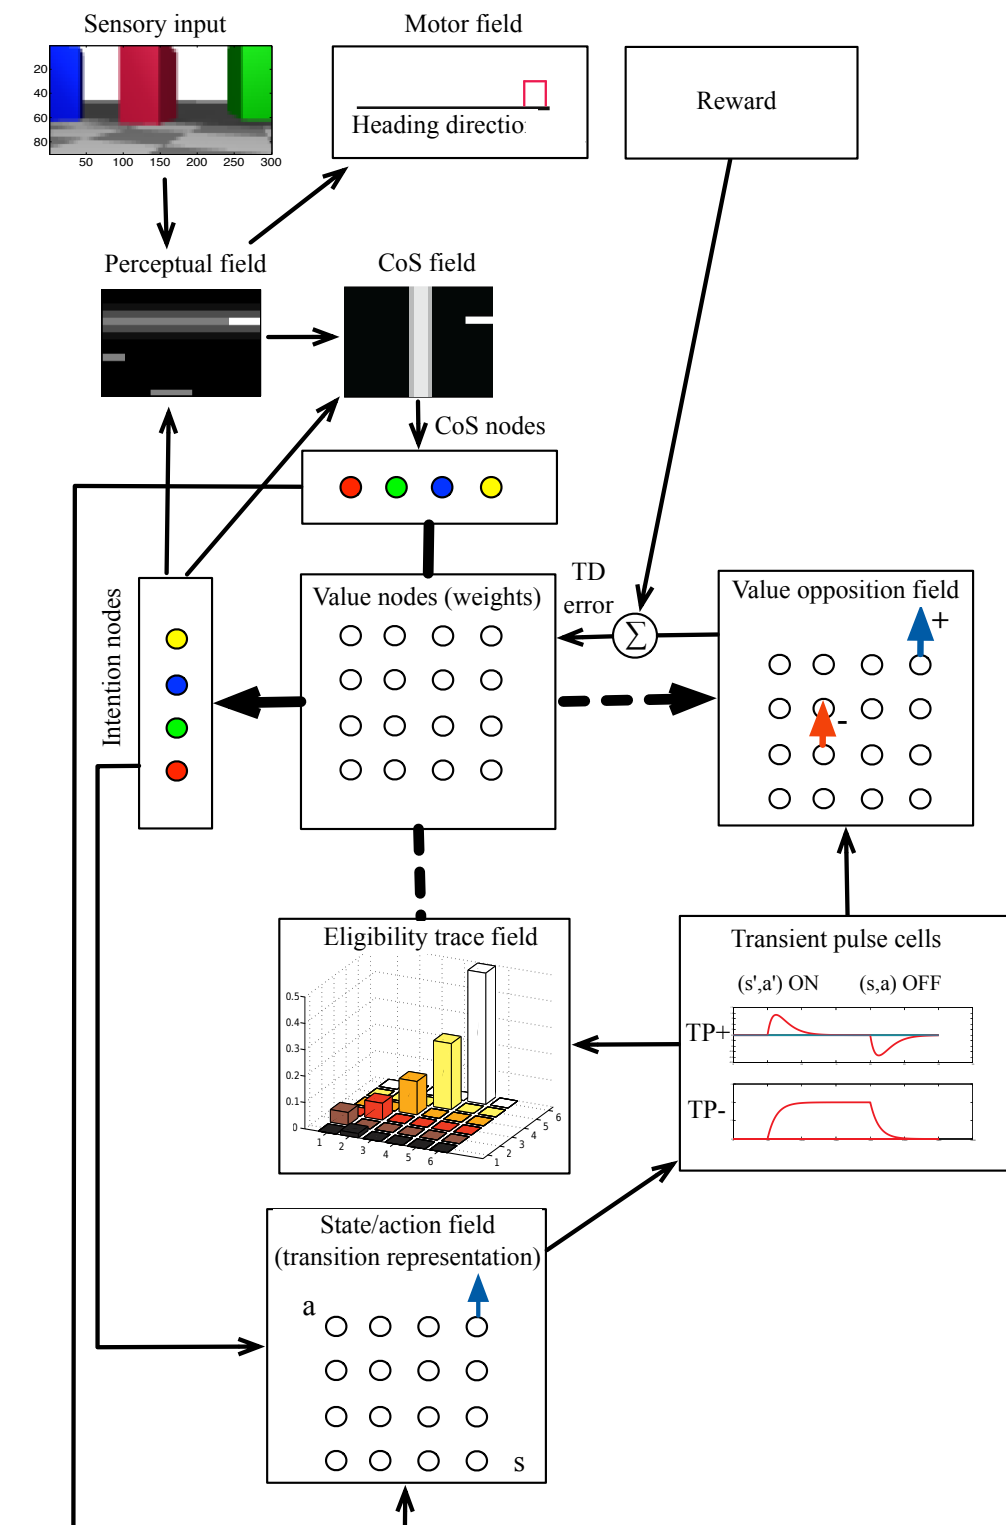 Sensory input
Motor field
20
40
60
80
50 100 150 200 250 300
Heading directio
Reward
Perceptual field
CoS field
CoS nodes
Intention nodes
Value nodes (weights)
TD
error
Σ
Value opposition field
+
-
Eligibility trace field
0.5
0.4
0.3
0.2
0.1
0
1 2 3 4 5 6
1 2 3 4 5 6
Transient pulse cells
(s',a') ON (s,a) OFF
TP+
TP-
State/action field
(transition representation)
a
s